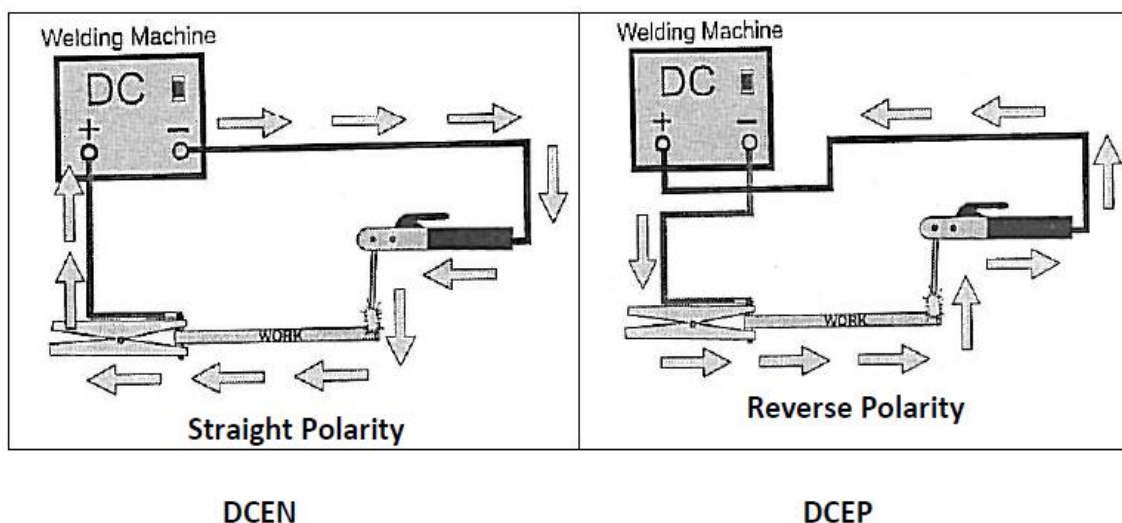 Welding Machine
DC
+ −
WORK
Straight Polarity
Welding Machine
DC
+ −
WORK
Reverse Polarity
DCEN
DCEP